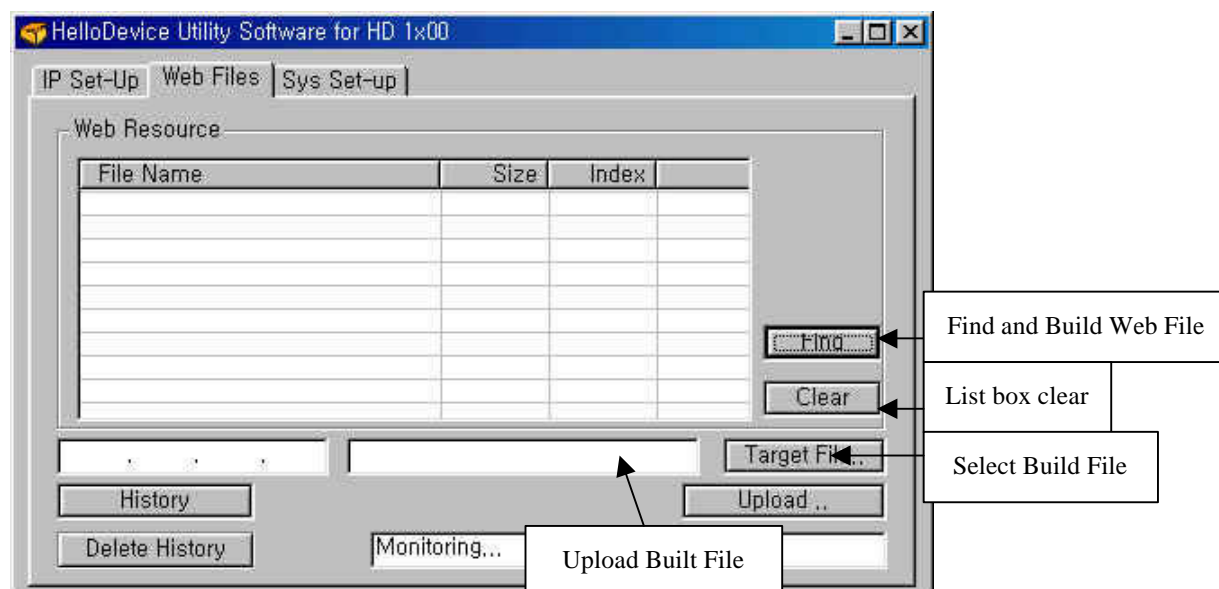 HelloDevice Utility Software for HD 1x00
IP Set-Up Web Files Sys Set-up
Web Resource
File Name Size Index
Find
Find and Build Web File
Clear
List box clear
Target File..
Select Build File
History
Upload ..
Delete History
Monitoring...
Upload Built File